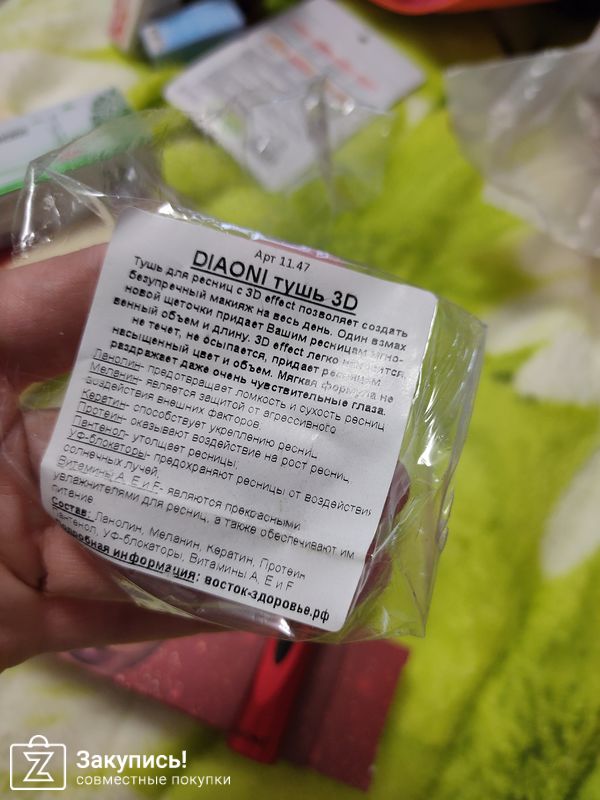 Арт 11.47
DIAONI тушь 3D
Тушь для ресниц с 3D effect позволяет создать
безупречный макияж на весь день. Один взмах
новой щеточки придает Вашим ресницам мгно-
венный объем и длину. 3D effect легко наносится,
не течет, не осыпается, придает ресницам
насыщенный цвет и объем. Мягкая формула не
раздражает даже очень чувствительные глаза.
Ланолин- предотвращает ломкость и сухость ресниц
Меланин- является защитой от агрессивного
воздействия внешних факторов.
Кератин- способствует укреплению ресниц
Протеин- оказывают воздействие на рост ресниц,
Пантенол- утолщает ресницы;
УФ-блокаторы- предохраняют ресницы от воздействия
солнечных лучей.
Витамины А, Е и F- являются прекрасными
увлажнителями для ресниц, а также обеспечивают им
питание
Состав: Ланолин, Меланин, Кератин, Протеин
Пантенол, УФ-блокаторы, Витамины А, Е и F
Подробная информация: восток-здоровье.рф
Закупись!
совместные покупки